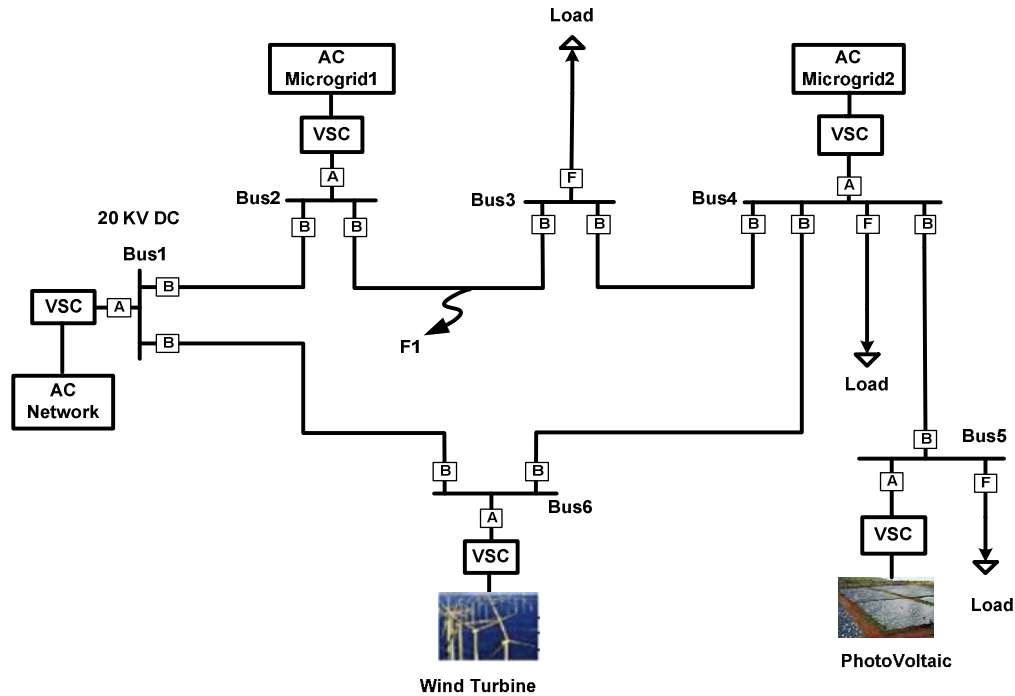 Load
AC
Microgrid1
AC
Microgrid2
VSC
VSC
A
F
A
Bus2
Bus3
Bus4
20 KV DC
B
B
B
B
B
B
F
B
Bus1
B
VSC
A
B
F1
AC
Network
Load
B
Bus5
B
B
A
F
Bus6
A
VSC
VSC
Load
PhotoVoltaic
Wind Turbine